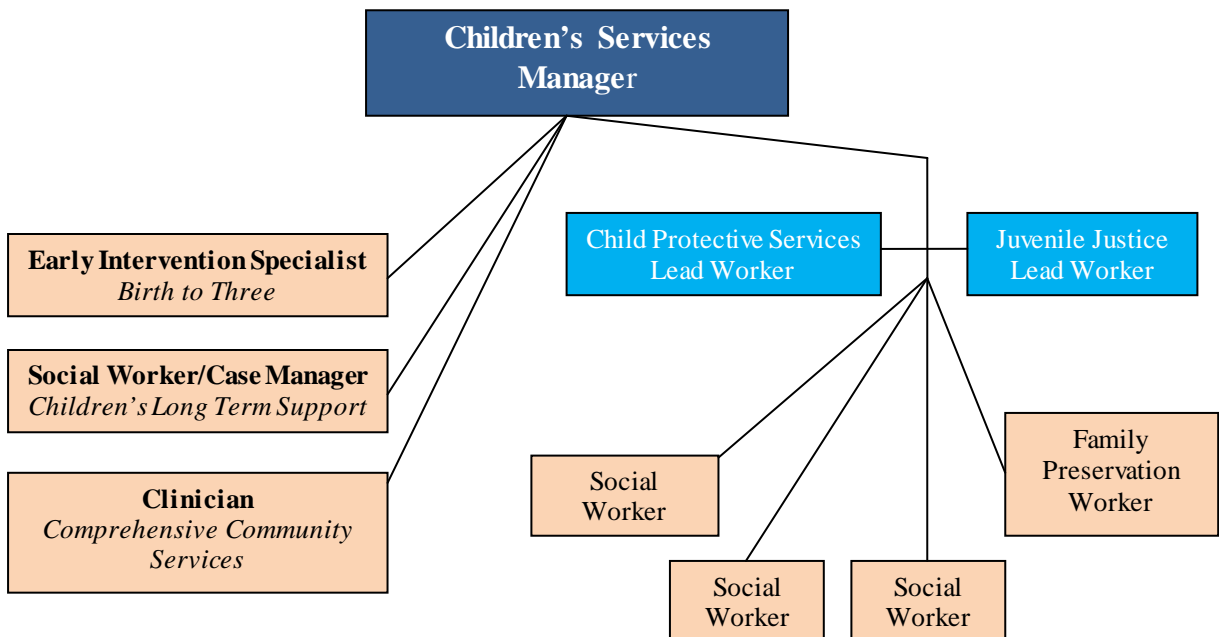 Children's Services
Manager
Child Protective Services
Lead Worker
Juvenile Justice
Lead Worker
Early Intervention Specialist
Birth to Three
Social Worker/Case Manager
Children's Long Term Support
Clinician
Comprehensive Community
Services
Social
Worker
Social
Worker
Social
Worker
Family
Preservation
Worker